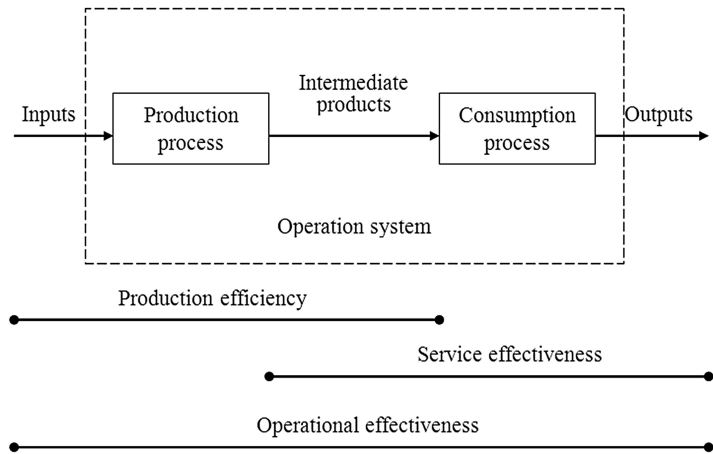 Inputs
Production
process
Intermediate
products
Consumption
process
Outputs
Operation system
Production efficiency
Service effectiveness
Operational effectiveness